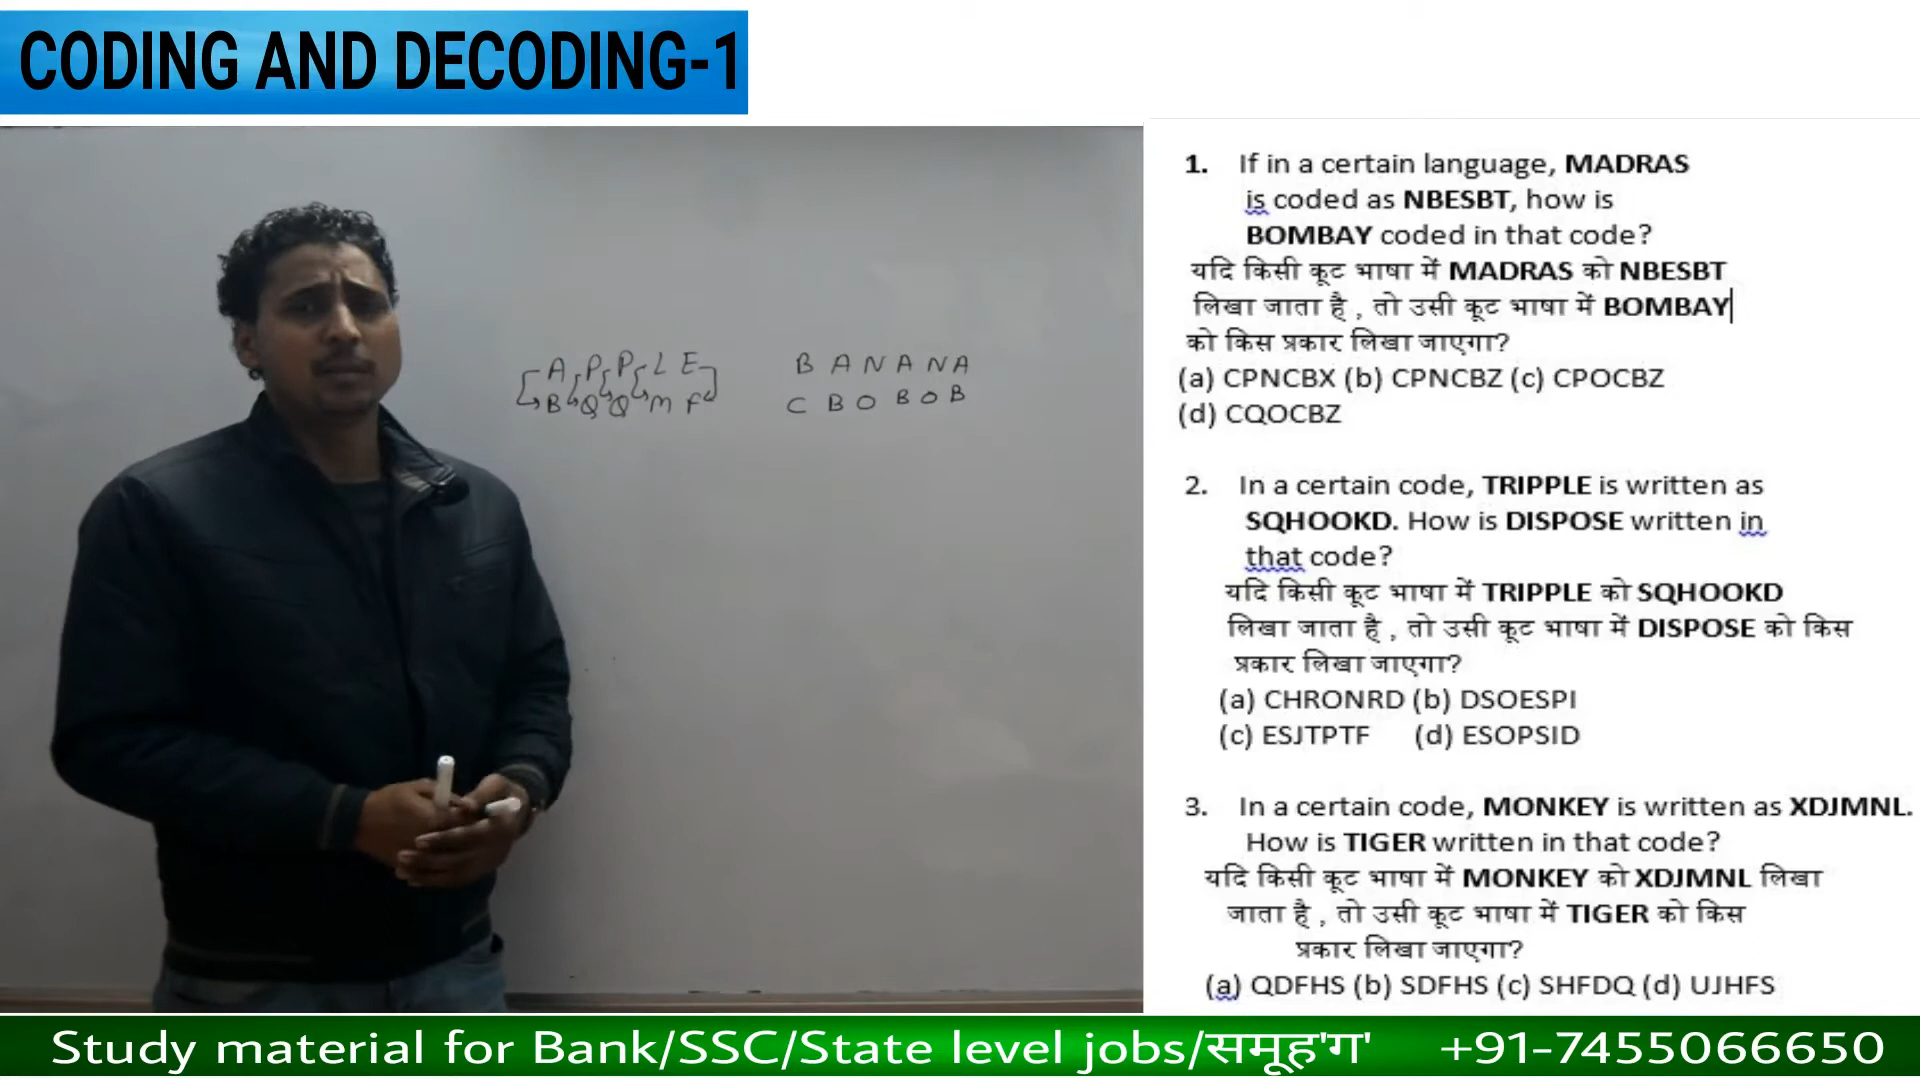 CODING AND DECODING-1
A P P L E B A N A N A
B Q Q M F C B O B O B
1. If in a certain language, MADRAS
is coded as NBESBT, how is
BOMBAY coded in that code?
यदि किसी कूट भाषा में MADRAS को NBESBT
लिखा जाता है , तो उसी कूट भाषा में BOMBAY
को किस प्रकार लिखा जाएगा?
(a) CPNCBX (b) CPNCBZ (c) CPOCBZ
(d) CQOCBZ
2. In a certain code, TRIPPLE is written as
SQHOOKD. How is DISPOSE written in
that code?
यदि किसी कूट भाषा में TRIPPLE को SQHOOKD
लिखा जाता है , तो उसी कूट भाषा में DISPOSE को किस
प्रकार लिखा जाएगा?
(a) CHRONRD (b) DSOESPI
(c) ESJTPTF (d) ESOPSID
3. In a certain code, MONKEY is written as XDJMNL.
How is TIGER written in that code?
यदि किसी कूट भाषा में MONKEY को XDJMNL लिखा
जाता है , तो उसी कूट भाषा में TIGER को किस
प्रकार लिखा जाएगा?
(a) QDFHS (b) SDFHS (c) SHFDQ (d) UJHFS
Study material for Bank/SSC/State level jobs/समूह'ग' +91-7455066650